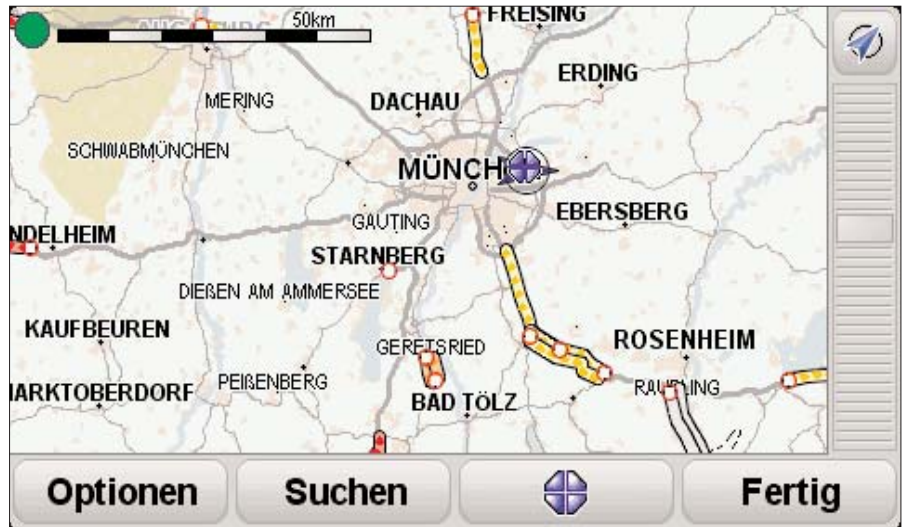 FREISING
50km
ERDING
MERING
DACHAU
SCHWABMÜNCHEN
MÜNCH
EBERSBERG
GAUTING
NDELHEIM
STARNBERG
DIEßEN AM AMMERSEE
KAUFBEUREN
GERETSRIED
ROSENHEIM
ARKTOBERDORF
PEIßENBERG
BAD TÖLZ
Optionen
Suchen
Fertig